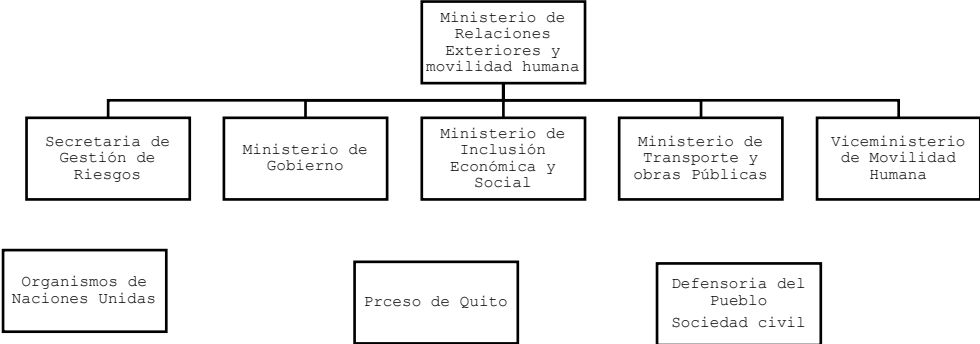 Ministerio de
Relaciones
Exteriores y
movilidad humana
Secretaria de
Gestión de
Riesgos
Ministerio de
Gobierno
Ministerio de
Inclusión
Económica y
Social
Ministerio de
Transporte y
obras Públicas
Viceministerio
de Movilidad
Humana
Organismos de
Naciones Unidas
Prceso de Quito
Defensoria del
Pueblo
Sociedad civil